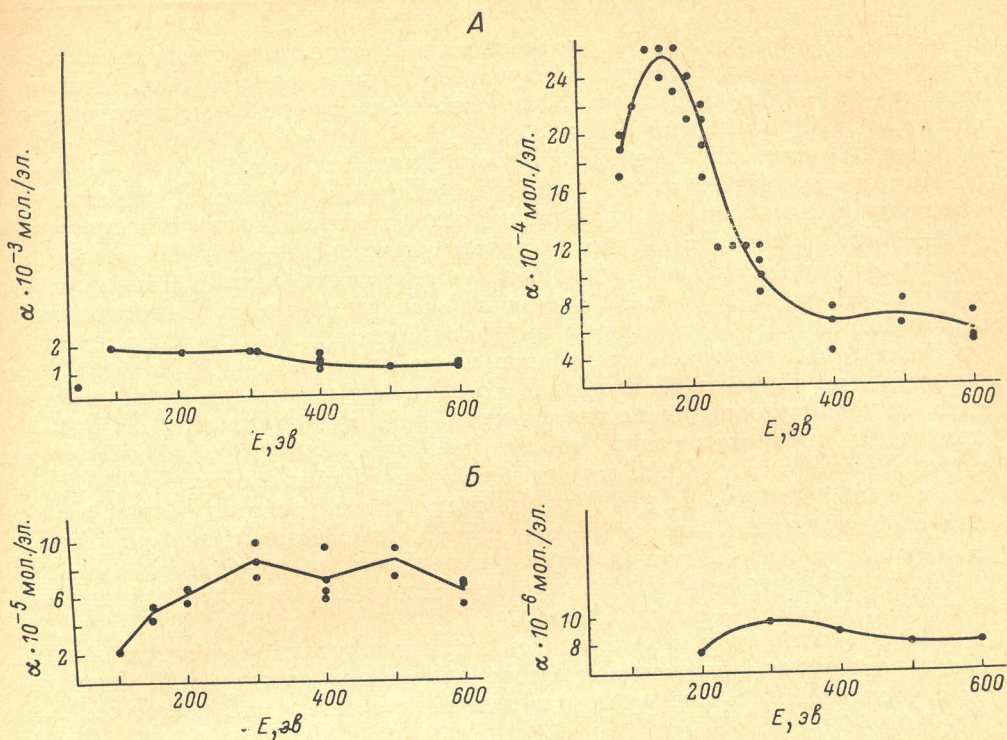 А
α·10⁻³ мол./эл.
2
1
200 400 600
E, эв
α·10⁻⁴ мол./эл.
24
20
16
12
8
4
200 400 600
E, эв
Б
α·10⁻⁵ мол./эл.
10
6
2
200 400 600
E, эв
α·10⁻⁶ мол./эл.
10
8
200 400 600
E, эв